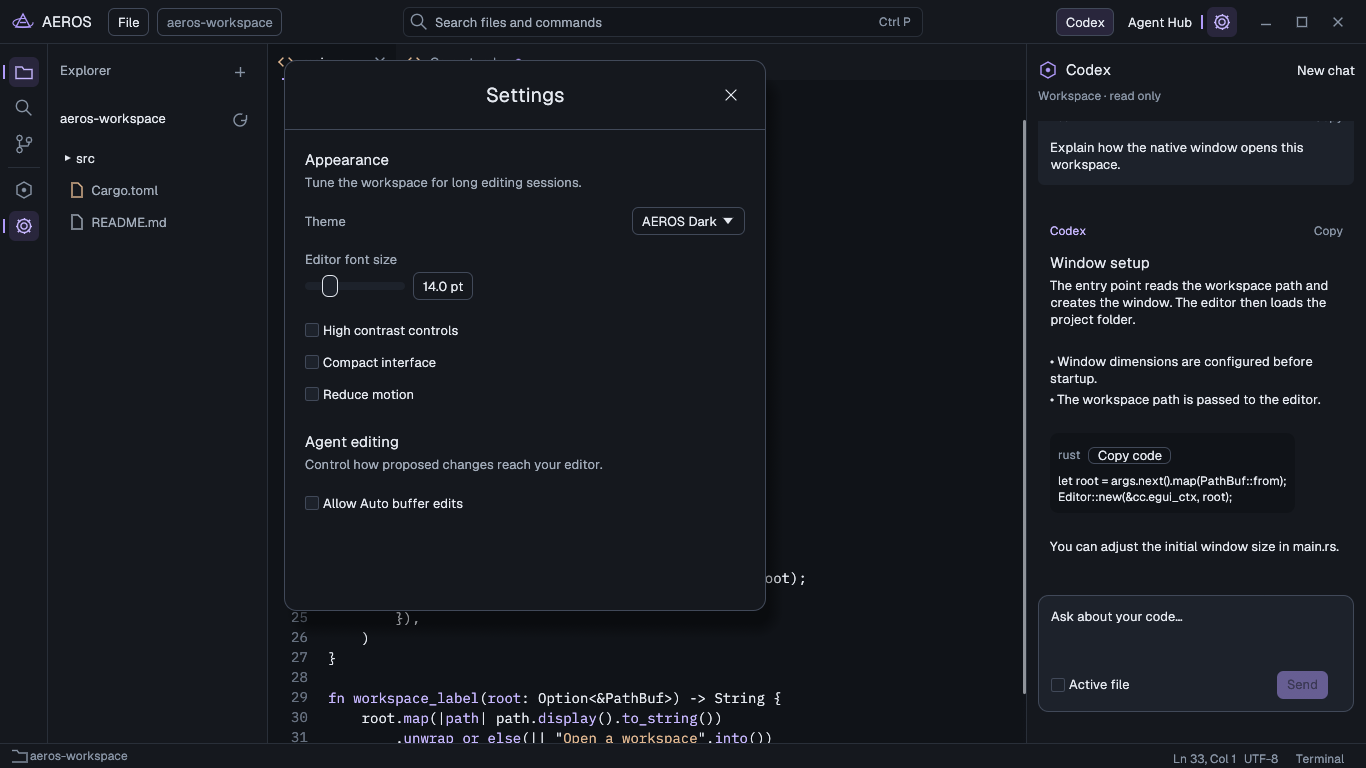 AEROS File aeros-workspace Search files and commands Ctrl P Codex Agent Hub
Explorer
aeros-workspace
src
Cargo.toml
README.md
Settings
Appearance
Tune the workspace for long editing sessions.
Theme AEROS Dark
Editor font size
14.0 pt
High contrast controls
Compact interface
Reduce motion
Agent editing
Control how proposed changes reach your editor.
Allow Auto buffer edits
oot);
25 }),
26 )
27 }
28
29 fn workspace_label(root: Option<&PathBuf>) -> String {
30 root.map(|path| path.display().to_string())
31 .unwrap_or_else(|| "Open a workspace".into())
Codex New chat
Workspace · read only
Explain how the native window opens this
workspace.
Codex Copy
Window setup
The entry point reads the workspace path and
creates the window. The editor then loads the
project folder.
• Window dimensions are configured before
startup.
• The workspace path is passed to the editor.
rust Copy code
let root = args.next().map(PathBuf::from);
Editor::new(&cc.egui_ctx, root);
You can adjust the initial window size in main.rs.
Ask about your code…
Active file Send
aeros-workspace Ln 33, Col 1 UTF-8 Terminal